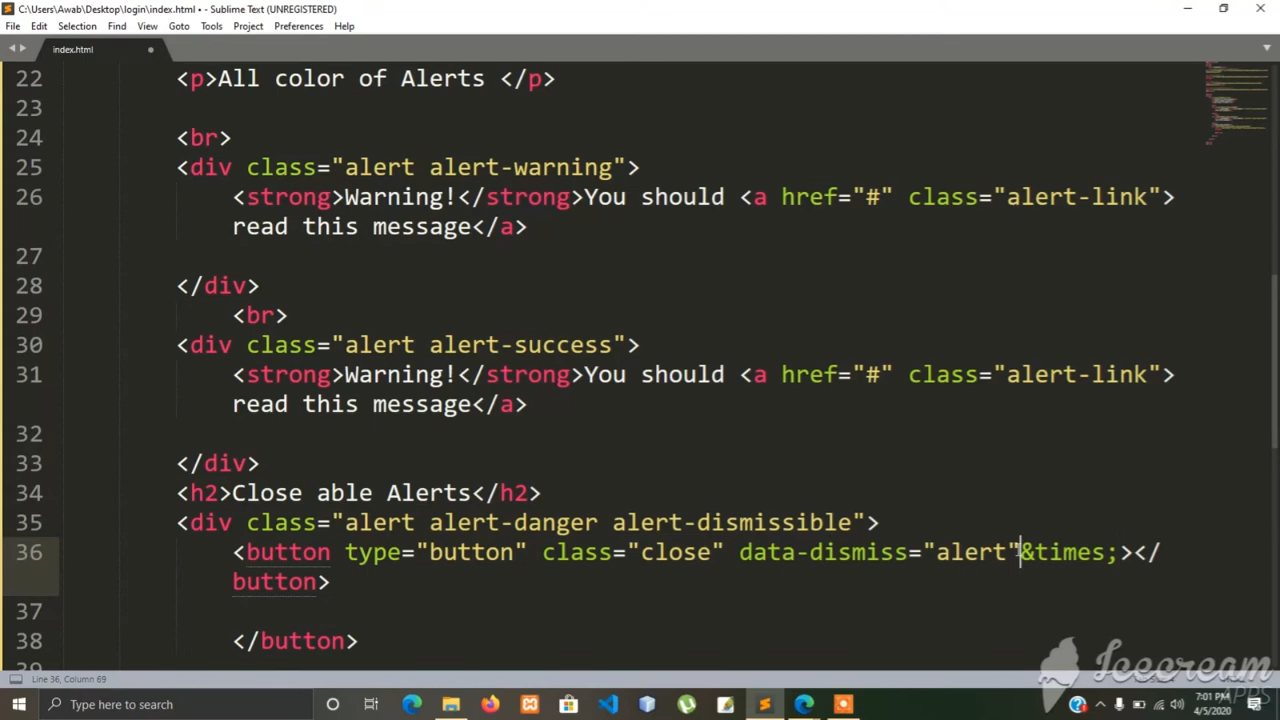 C:\Users\Awab\Desktop\login\index.html • - Sublime Text (UNREGISTERED)
File Edit Selection Find View Goto Tools Project Preferences Help
index.html
22 <p>All color of Alerts </p>
23
24 <br>
25 <div class="alert alert-warning">
26 <strong>Warning!</strong>You should <a href="#" class="alert-link">
read this message</a>
27
28 </div>
29 <br>
30 <div class="alert alert-success">
31 <strong>Warning!</strong>You should <a href="#" class="alert-link">
read this message</a>
32
33 </div>
34 <h2>Close able Alerts</h2>
35 <div class="alert alert-danger alert-dismissible">
36 <button type="button" class="close" data-dismiss="alert"&times;></
button>
37
38 </button>
39
Icecream
APPS
Line 36, Column 69
Type here to search
7:01 PM
4/5/2020